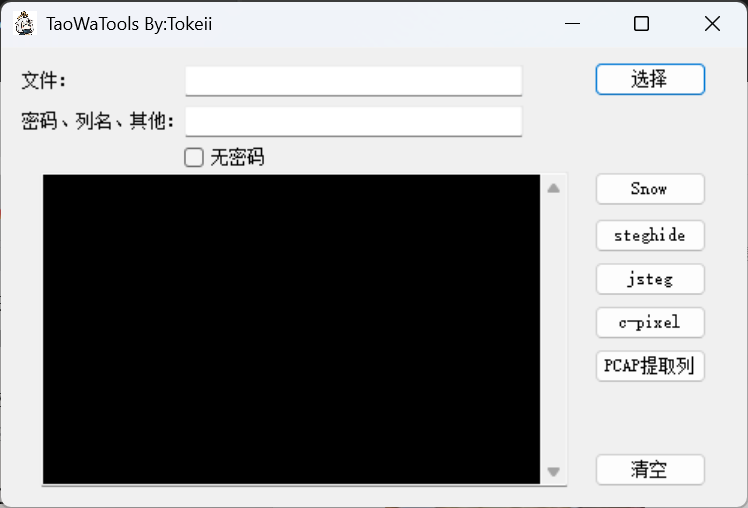 TaoWaTools By:Tokeii
文件:
选择
密码、列名、其他:
无密码
Snow
steghide
jsteg
c-pixel
PCAP提取列
清空